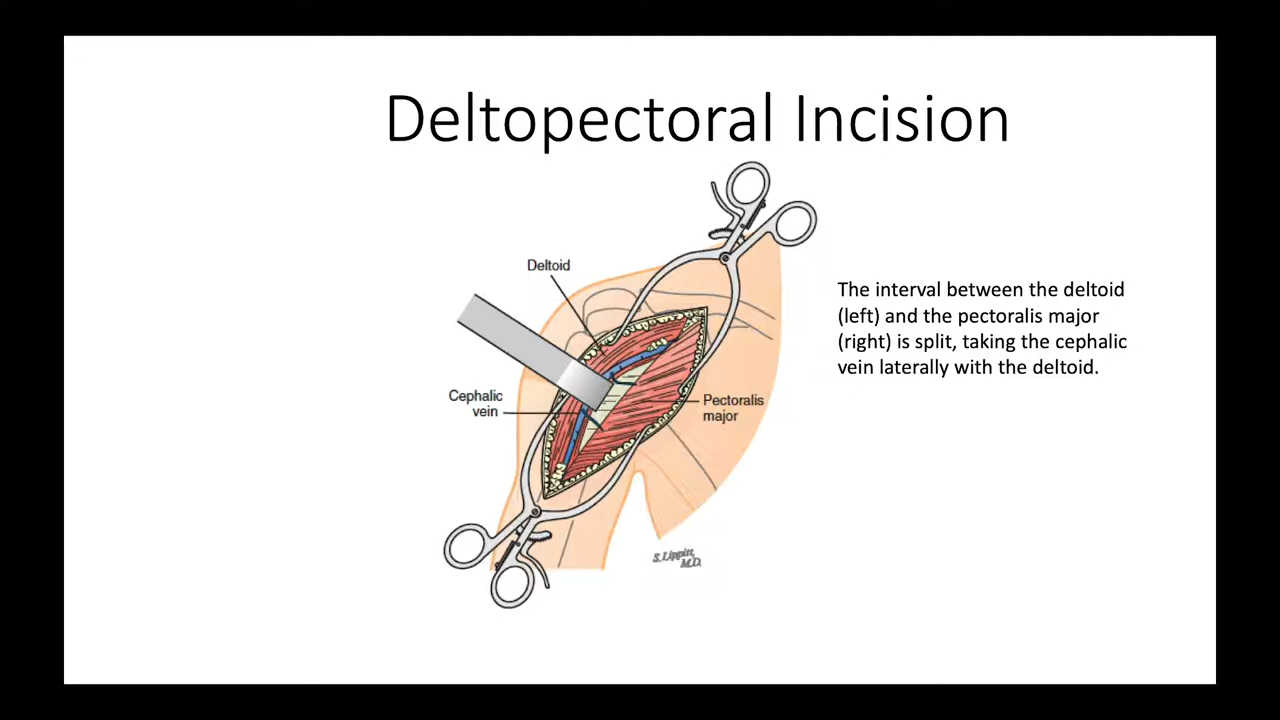 Deltopectoral Incision
Deltoid
The interval between the deltoid
(left) and the pectoralis major
(right) is split, taking the cephalic
vein laterally with the deltoid.
Cephalic
vein
Pectoralis
major
S. Lippitt,
M.D.